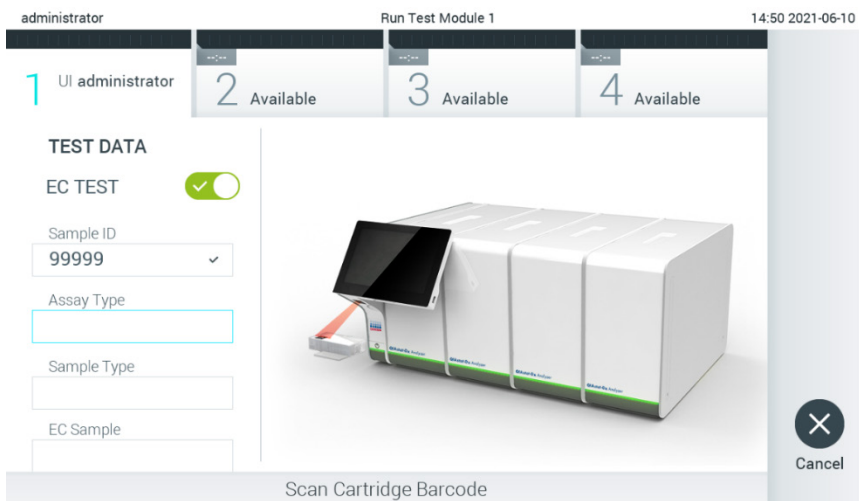 administrator Run Test Module 1 14:50 2021-06-10
--:-- --:-- --:--
1 UI administrator 2 Available 3 Available 4 Available
TEST DATA
EC TEST
Sample ID
99999
Assay Type
Sample Type
EC Sample
Cancel
Scan Cartridge Barcode